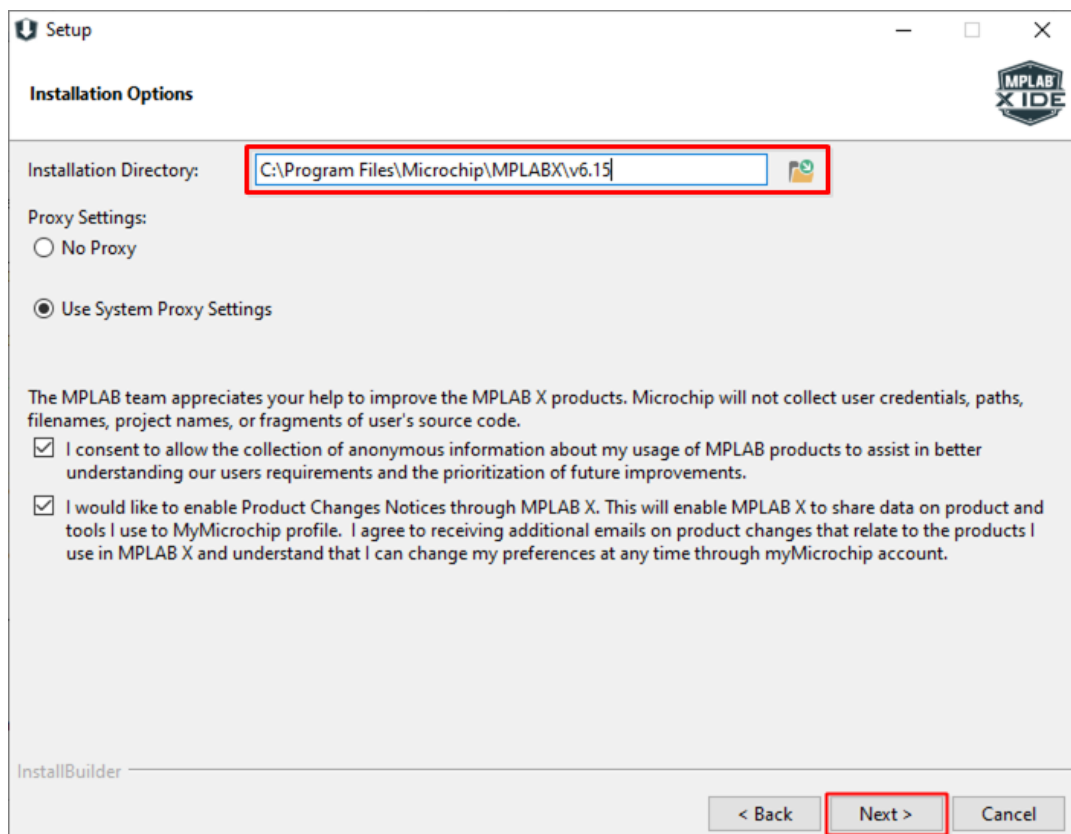 Setup
Installation Options
MPLAB
X IDE
Installation Directory:
C:\Program Files\Microchip\MPLABX\v6.15
Proxy Settings:
No Proxy
Use System Proxy Settings
The MPLAB team appreciates your help to improve the MPLAB X products. Microchip will not collect user credentials, paths,
filenames, project names, or fragments of user's source code.
I consent to allow the collection of anonymous information about my usage of MPLAB products to assist in better
understanding our users requirements and the prioritization of future improvements.
I would like to enable Product Changes Notices through MPLAB X. This will enable MPLAB X to share data on product and
tools I use to MyMicrochip profile.  I agree to receiving additional emails on product changes that relate to the products I
use in MPLAB X and understand that I can change my preferences at any time through myMicrochip account.
InstallBuilder
< Back
Next >
Cancel